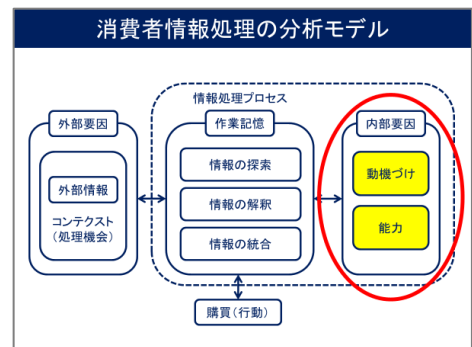 消費者情報処理の分析モデル
情報処理プロセス
外部要因
作業記憶
内部要因
外部情報
コンテクスト
(処理機会)
情報の探索
情報の解釈
情報の統合
動機づけ
能力
購買(行動)